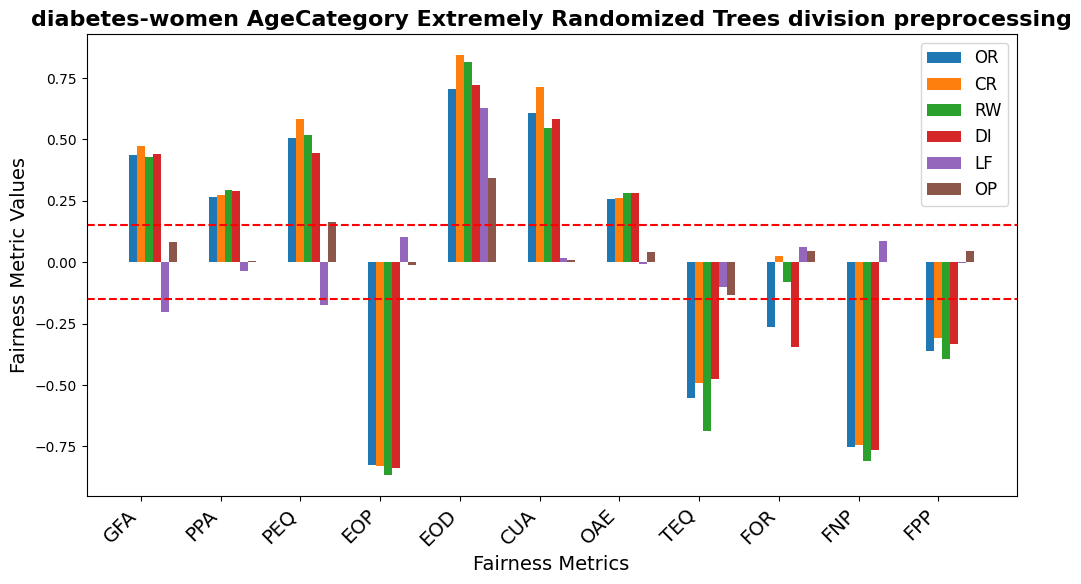 diabetes-women AgeCategory Extremely Randomized Trees division preprocessing
Fairness Metric Values
0.75
0.50
0.25
0.00
−0.25
−0.50
−0.75
OR
CR
RW
DI
LF
OP
GFA
PPA
PEQ
EOP
EOD
CUA
OAE
TEQ
FOR
FNP
FPP
Fairness Metrics